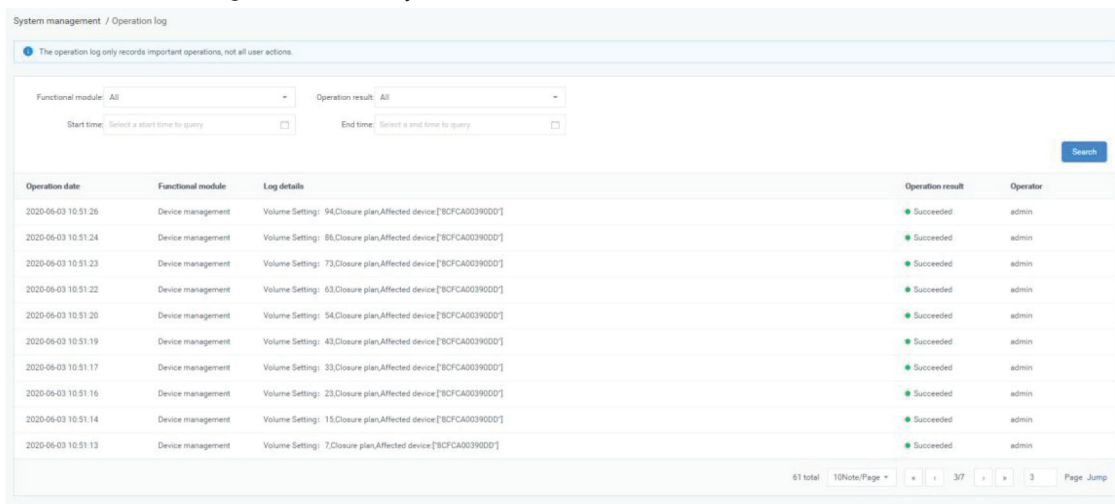 System management / Operation log
The operation log only records important operations, not all user actions.
Functional module: All Operation result: All
Start time: Select a start time to query End time: Select a end time to query
Search
Operation date Functional module Log details Operation result Operator
2020-06-03 10:51:26 Device management Volume Setting: 94,Closure plan,Affected device:["8CFCA00390DD"] Succeeded admin
2020-06-03 10:51:24 Device management Volume Setting: 86,Closure plan,Affected device:["8CFCA00390DD"] Succeeded admin
2020-06-03 10:51:23 Device management Volume Setting: 73,Closure plan,Affected device:["8CFCA00390DD"] Succeeded admin
2020-06-03 10:51:22 Device management Volume Setting: 63,Closure plan,Affected device:["8CFCA00390DD"] Succeeded admin
2020-06-03 10:51:20 Device management Volume Setting: 54,Closure plan,Affected device:["8CFCA00390DD"] Succeeded admin
2020-06-03 10:51:19 Device management Volume Setting: 43,Closure plan,Affected device:["8CFCA00390DD"] Succeeded admin
2020-06-03 10:51:17 Device management Volume Setting: 33,Closure plan,Affected device:["8CFCA00390DD"] Succeeded admin
2020-06-03 10:51:16 Device management Volume Setting: 23,Closure plan,Affected device:["8CFCA00390DD"] Succeeded admin
2020-06-03 10:51:14 Device management Volume Setting: 15,Closure plan,Affected device:["8CFCA00390DD"] Succeeded admin
2020-06-03 10:51:13 Device management Volume Setting: 7,Closure plan,Affected device:["8CFCA00390DD"] Succeeded admin
61 total 10Note/Page « ‹ 3/7 › » 3 Page Jump